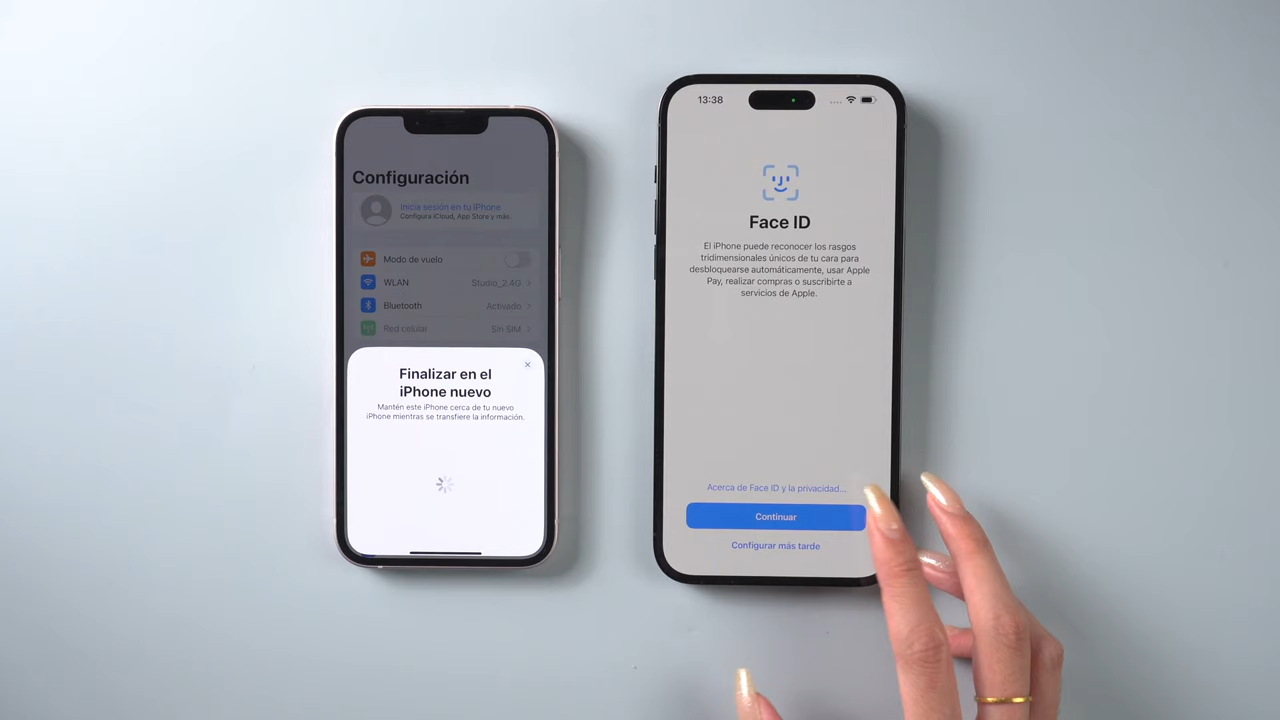 Configuración
Inicia sesión en tu iPhone
Configura iCloud, App Store y más.
Modo de vuelo
WLAN Studio_2.4G
Bluetooth Activado
Red celular Sin SIM
Finalizar en el
iPhone nuevo
Mantén este iPhone cerca de tu nuevo
iPhone mientras se transfiere la información.
13:38
Face ID
El iPhone puede reconocer los rasgos
tridimensionales únicos de tu cara para
desbloquearse automáticamente, usar Apple
Pay, realizar compras o suscribirte a
servicios de Apple.
Acerca de Face ID y la privacidad...
Continuar
Configurar más tarde